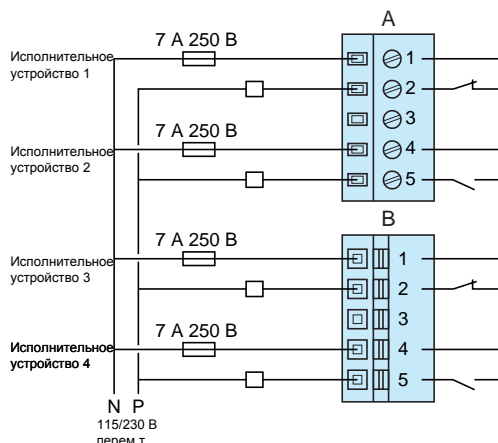 A
7 A 250 В
Исполнительное
устройство 1
1
2
3
7 A 250 В
Исполнительное
устройство 2
4
5
B
7 A 250 В
Исполнительное
устройство 3
1
2
3
7 A 250 В
Исполнительное
устройство 4
4
5
N P
115/230 В
перем.т